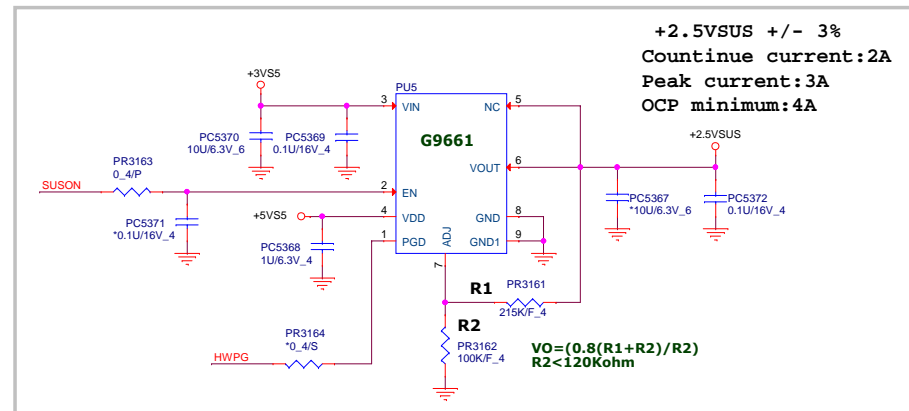 +2.5VSUS +/- 3%
Countinue current:2A
Peak current:3A
OCP minimum:4A
+3VS5
PU5
3
VIN
NC
5
+2.5VSUS
PC5370
10U/6.3V_6
PC5369
0.1U/16V_4
G9661
VOUT
6
PR3163
0_4/P
SUSON
2
EN
PC5367
*10U/6.3V_6
PC5372
0.1U/16V_4
PC5371
*0.1U/16V_4
+5VS5
4
VDD
GND
8
1
PGD
GND1
9
ADJ
PC5368
1U/6.3V_4
7
R1
PR3161
215K/F_4
R2
PR3162
100K/F_4
VO=(0.8(R1+R2)/R2)
R2<120Kohm
PR3164
*0_4/S
HWPG